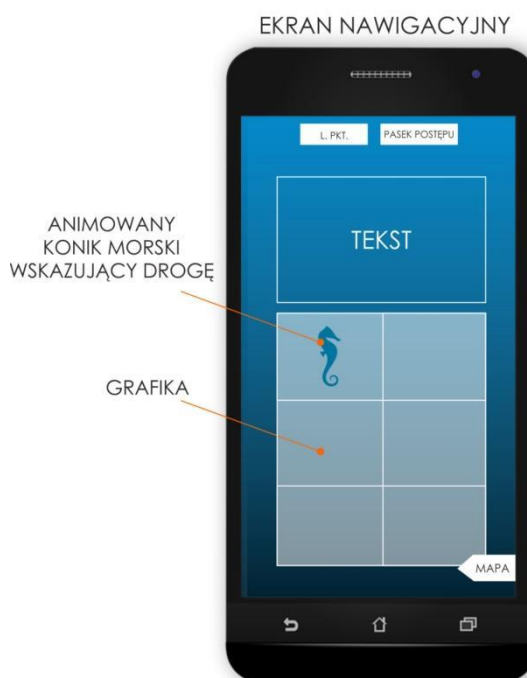 EKRAN NAWIGACYJNY
L. PKT.
PASEK POSTĘPU
TEKST
ANIMOWANY
KONIK MORSKI
WSKAZUJĄCY DROGĘ
GRAFIKA
MAPA